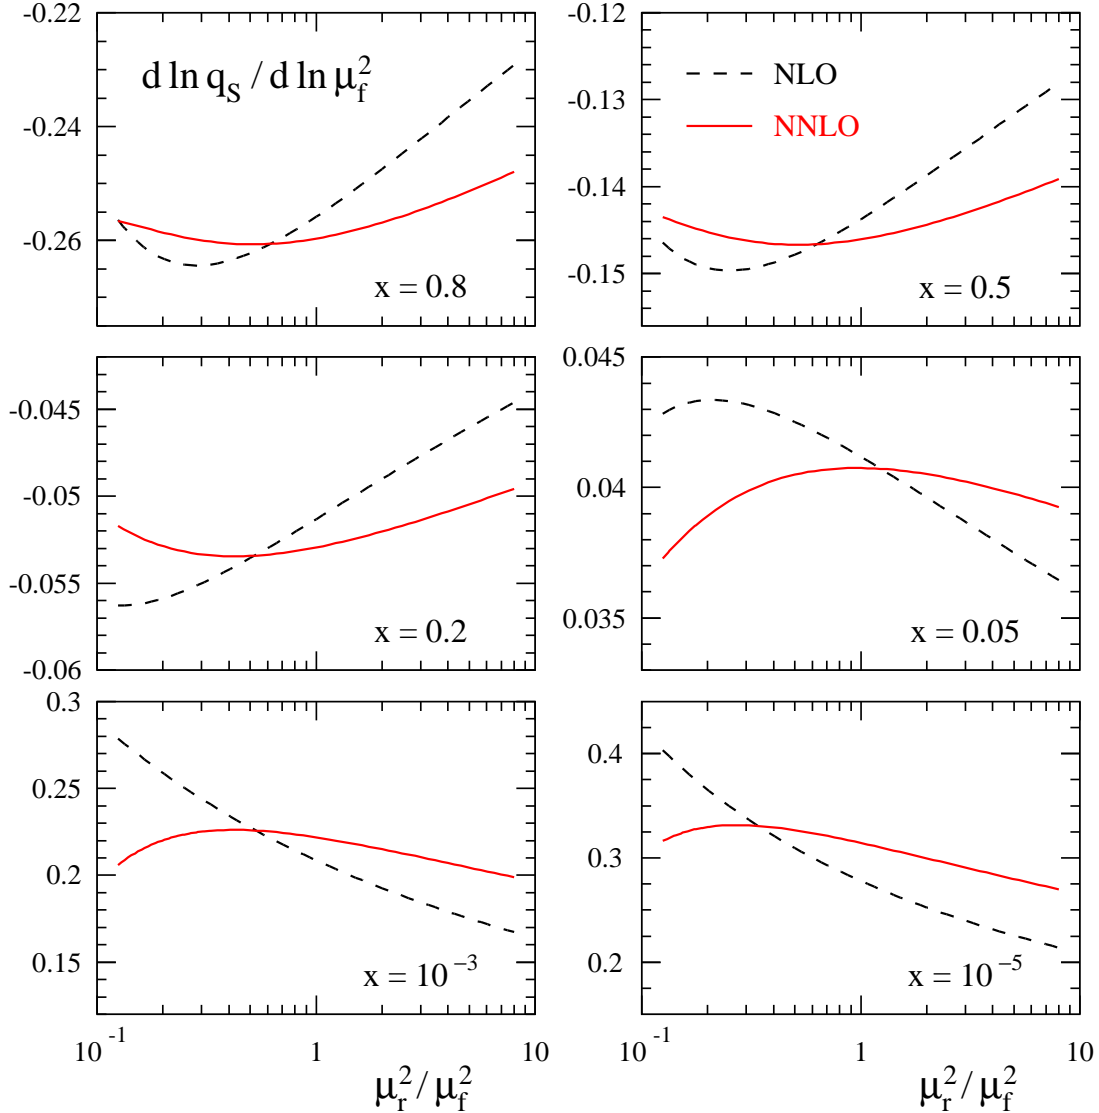 -0.22
-0.24
-0.26
d ln q_S / d ln μ_f^2
x = 0.8
-0.12
-0.13
-0.14
-0.15
NLO
NNLO
x = 0.5
-0.045
-0.05
-0.055
-0.06
x = 0.2
0.045
0.04
0.035
x = 0.05
0.3
0.25
0.2
0.15
x = 10^-3
0.4
0.3
0.2
x = 10^-5
10^-1 1 10
μ_r^2 / μ_f^2
10^-1 1 10
μ_r^2 / μ_f^2